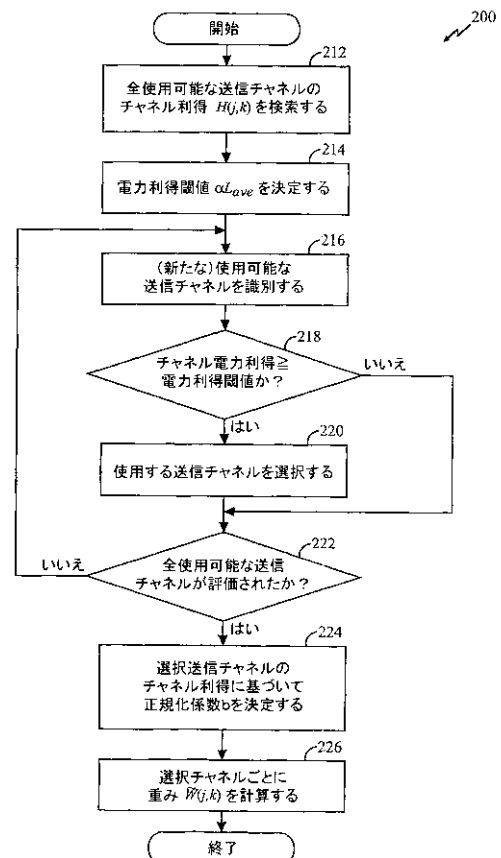 200
開始
212
全使用可能な送信チャネルの
チャネル利得 H(j,k) を検索する
214
電力利得閾値 αL_ave を決定する
216
(新たな)使用可能な
送信チャネルを識別する
218
チャネル電力利得≧
電力利得閾値か?
いいえ
はい
220
使用する送信チャネルを選択する
222
全使用可能な送信
チャネルが評価されたか?
いいえ
はい
224
選択送信チャネルの
チャネル利得に基づいて
正規化係数bを決定する
226
選択チャネルごとに
重み W̃(j,k) を計算する
終了